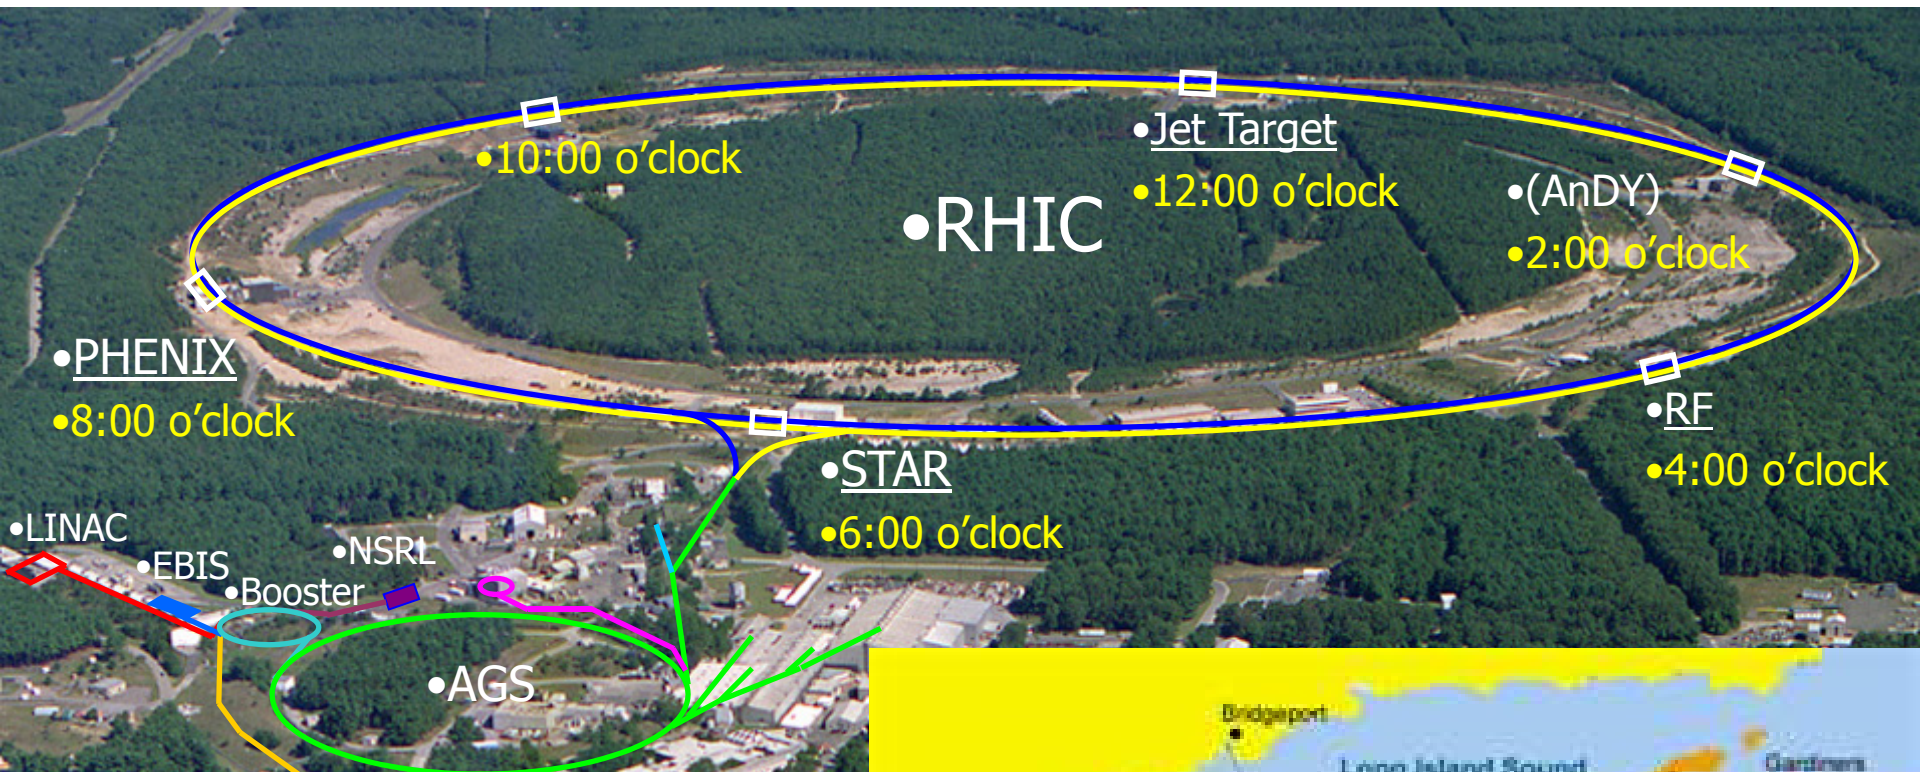 •Jet Target
•10:00 o’clock
•12:00 o’clock
•(AnDY)
•RHIC
•2:00 o’clock
•PHENIX
•8:00 o’clock
•RF
•4:00 o’clock
•STAR
•6:00 o’clock
•LINAC
•EBIS
•NSRL
•Booster
•AGS
Bridgeport
Long Island Sound
Gardiners